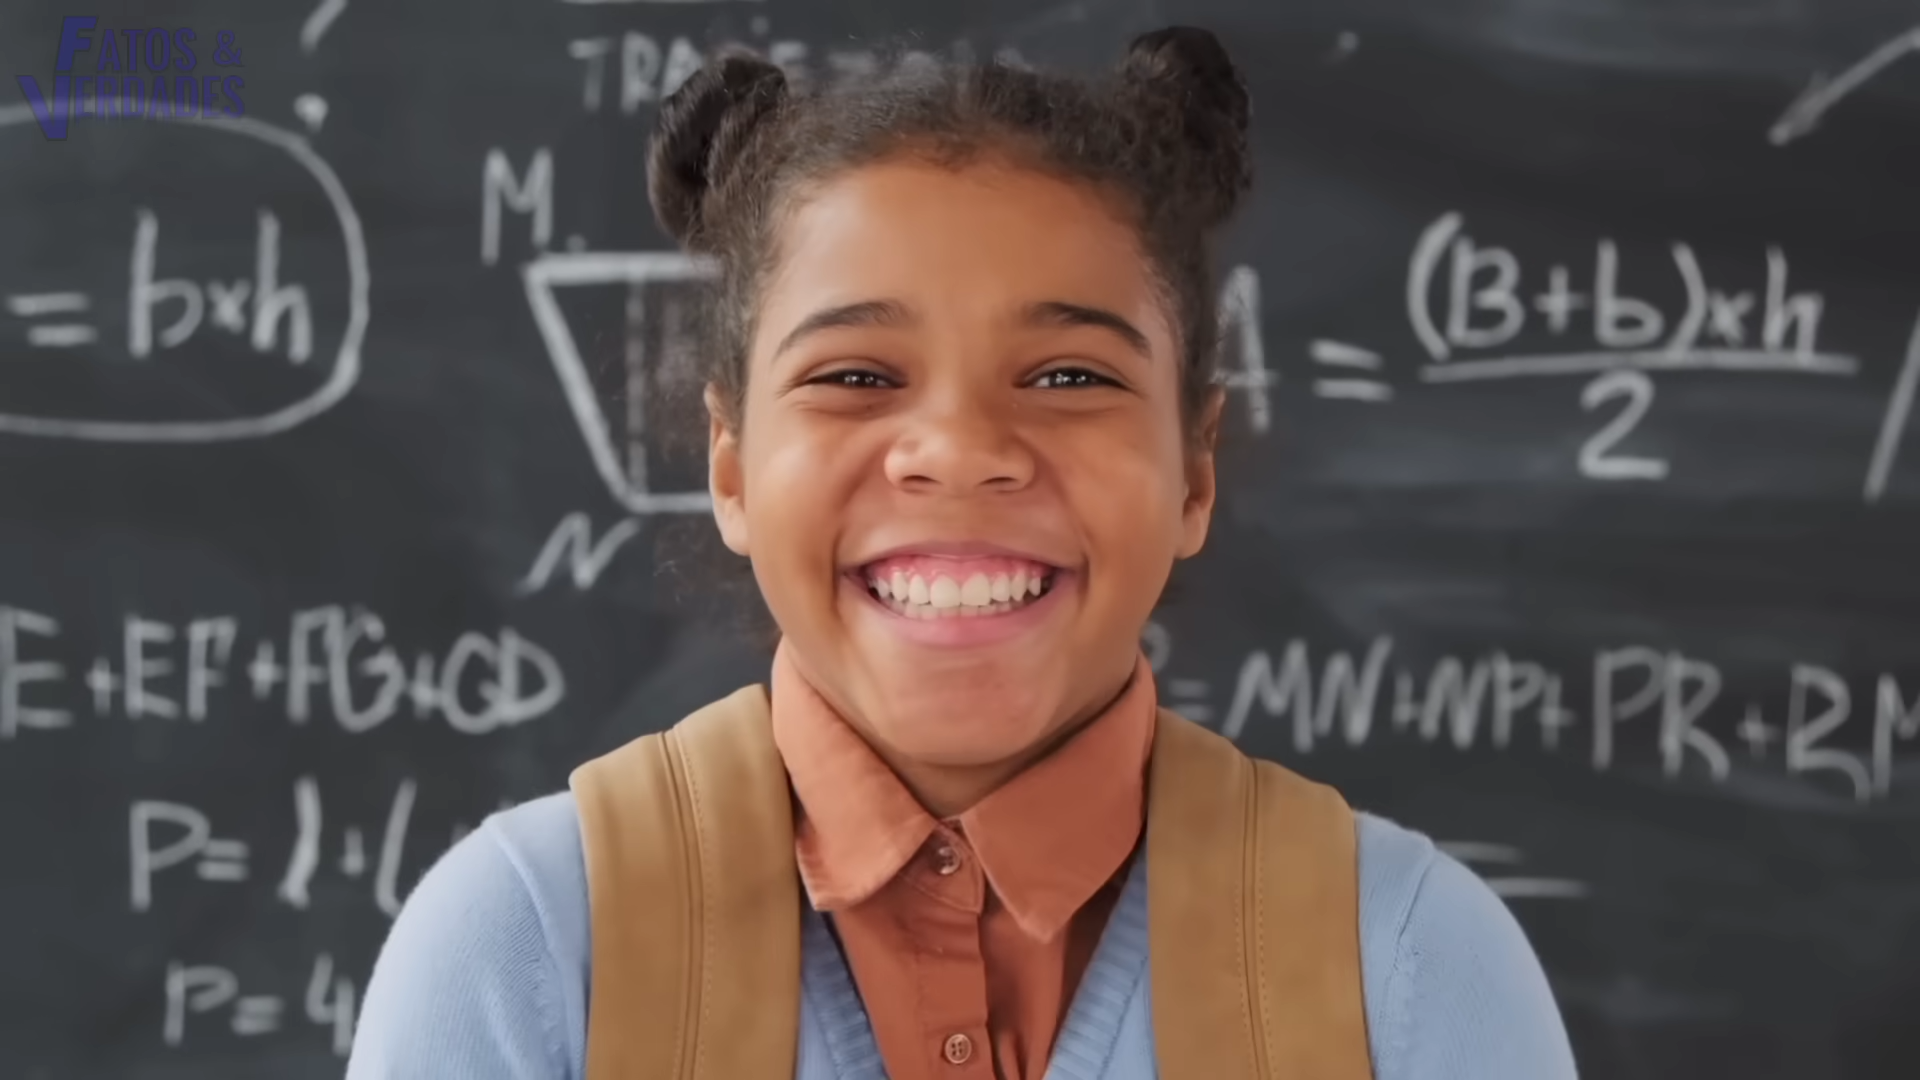 FATOS &
VERDADES
= b×h
M
N
A = (B+b)×h
2
E+EF+FG+GD
= MN+NP+PR+RM
P= l+l
P= 4